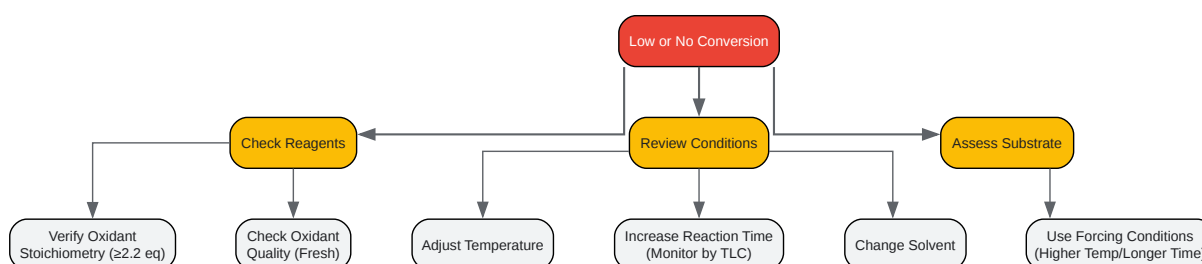 Low or No Conversion
Check Reagents
Review Conditions
Assess Substrate
Verify Oxidant
Stoichiometry (≥2.2 eq)
Check Oxidant
Quality (Fresh)
Adjust Temperature
Increase Reaction Time
(Monitor by TLC)
Change Solvent
Use Forcing Conditions
(Higher Temp/Longer Time)